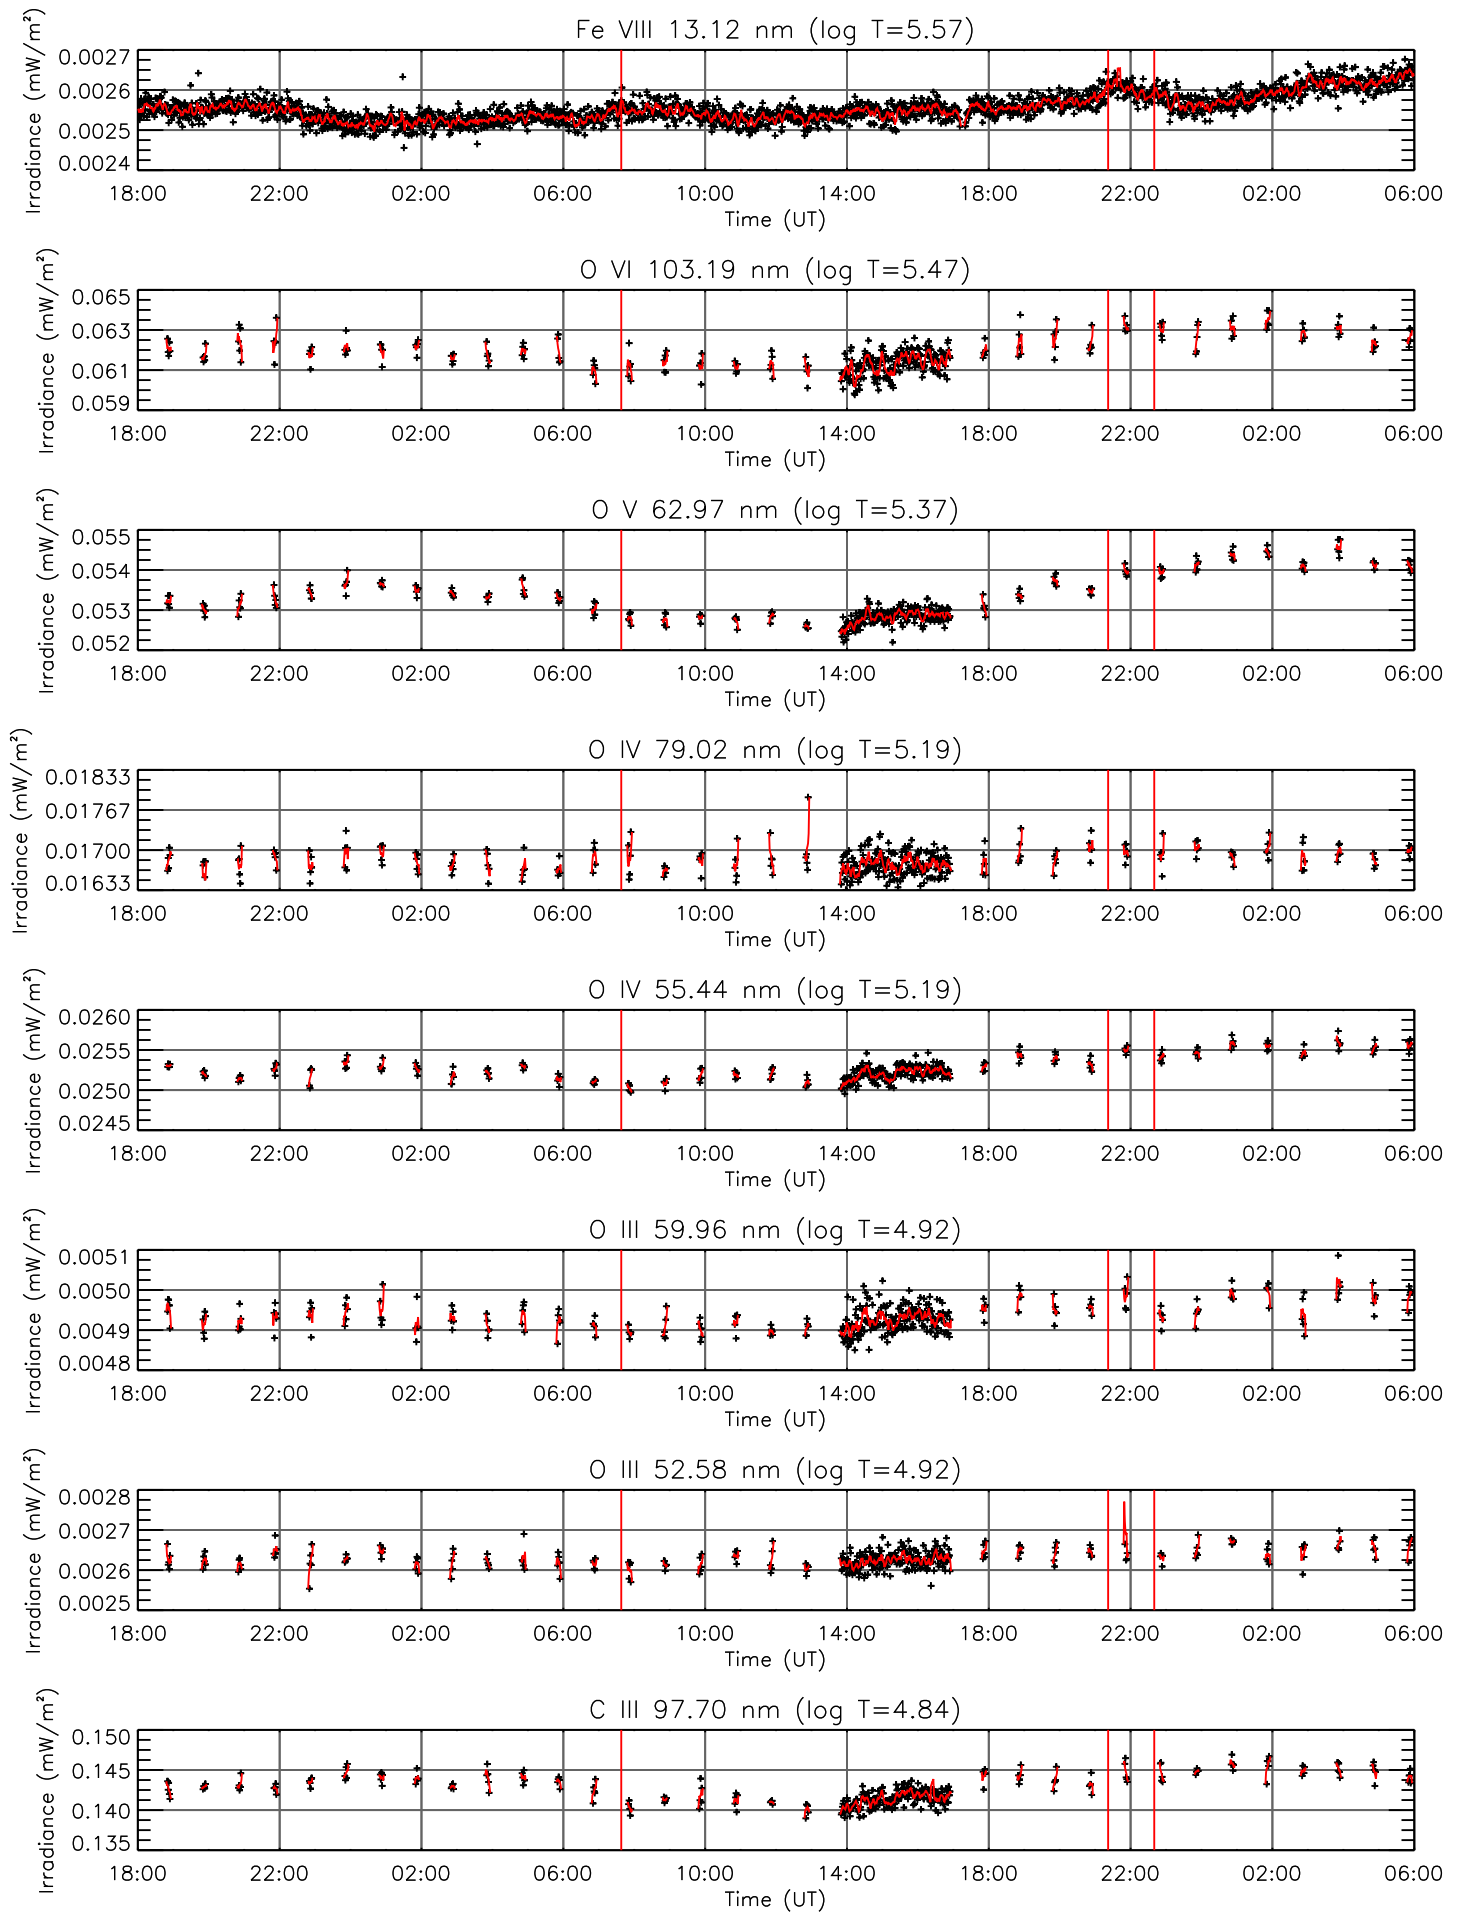 Fe VIII 13.12 nm (log T=5.57)
Irradiance (mW/m²)
0.0027
0.0026
0.0025
0.0024
18:00 22:00 02:00 06:00 10:00 14:00 18:00 22:00 02:00 06:00
Time (UT)
O VI 103.19 nm (log T=5.47)
Irradiance (mW/m²)
0.065
0.063
0.061
0.059
18:00 22:00 02:00 06:00 10:00 14:00 18:00 22:00 02:00 06:00
Time (UT)
O V 62.97 nm (log T=5.37)
Irradiance (mW/m²)
0.055
0.054
0.053
0.052
18:00 22:00 02:00 06:00 10:00 14:00 18:00 22:00 02:00 06:00
Time (UT)
O IV 79.02 nm (log T=5.19)
Irradiance (mW/m²)
0.01833
0.01767
0.01700
0.01633
18:00 22:00 02:00 06:00 10:00 14:00 18:00 22:00 02:00 06:00
Time (UT)
O IV 55.44 nm (log T=5.19)
Irradiance (mW/m²)
0.0260
0.0255
0.0250
0.0245
18:00 22:00 02:00 06:00 10:00 14:00 18:00 22:00 02:00 06:00
Time (UT)
O III 59.96 nm (log T=4.92)
Irradiance (mW/m²)
0.0051
0.0050
0.0049
0.0048
18:00 22:00 02:00 06:00 10:00 14:00 18:00 22:00 02:00 06:00
Time (UT)
O III 52.58 nm (log T=4.92)
Irradiance (mW/m²)
0.0028
0.0027
0.0026
0.0025
18:00 22:00 02:00 06:00 10:00 14:00 18:00 22:00 02:00 06:00
Time (UT)
C III 97.70 nm (log T=4.84)
Irradiance (mW/m²)
0.150
0.145
0.140
0.135
18:00 22:00 02:00 06:00 10:00 14:00 18:00 22:00 02:00 06:00
Time (UT)